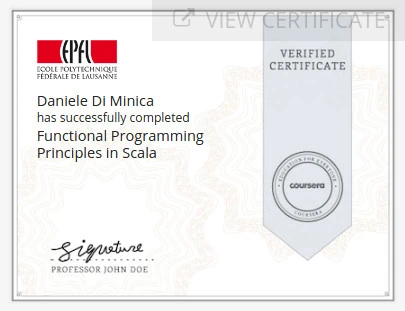 VIEW CERTIFICATE
EPFL
ECOLE POLYTECHNIQUE
FÉDÉRALE DE LAUSANNE
VERIFIED
CERTIFICATE
Daniele Di Minica
has successfully completed
Functional Programming
Principles in Scala
EDUCATION FOR EVERYONE
coursera
COURSERA
Signature
PROFESSOR JOHN DOE